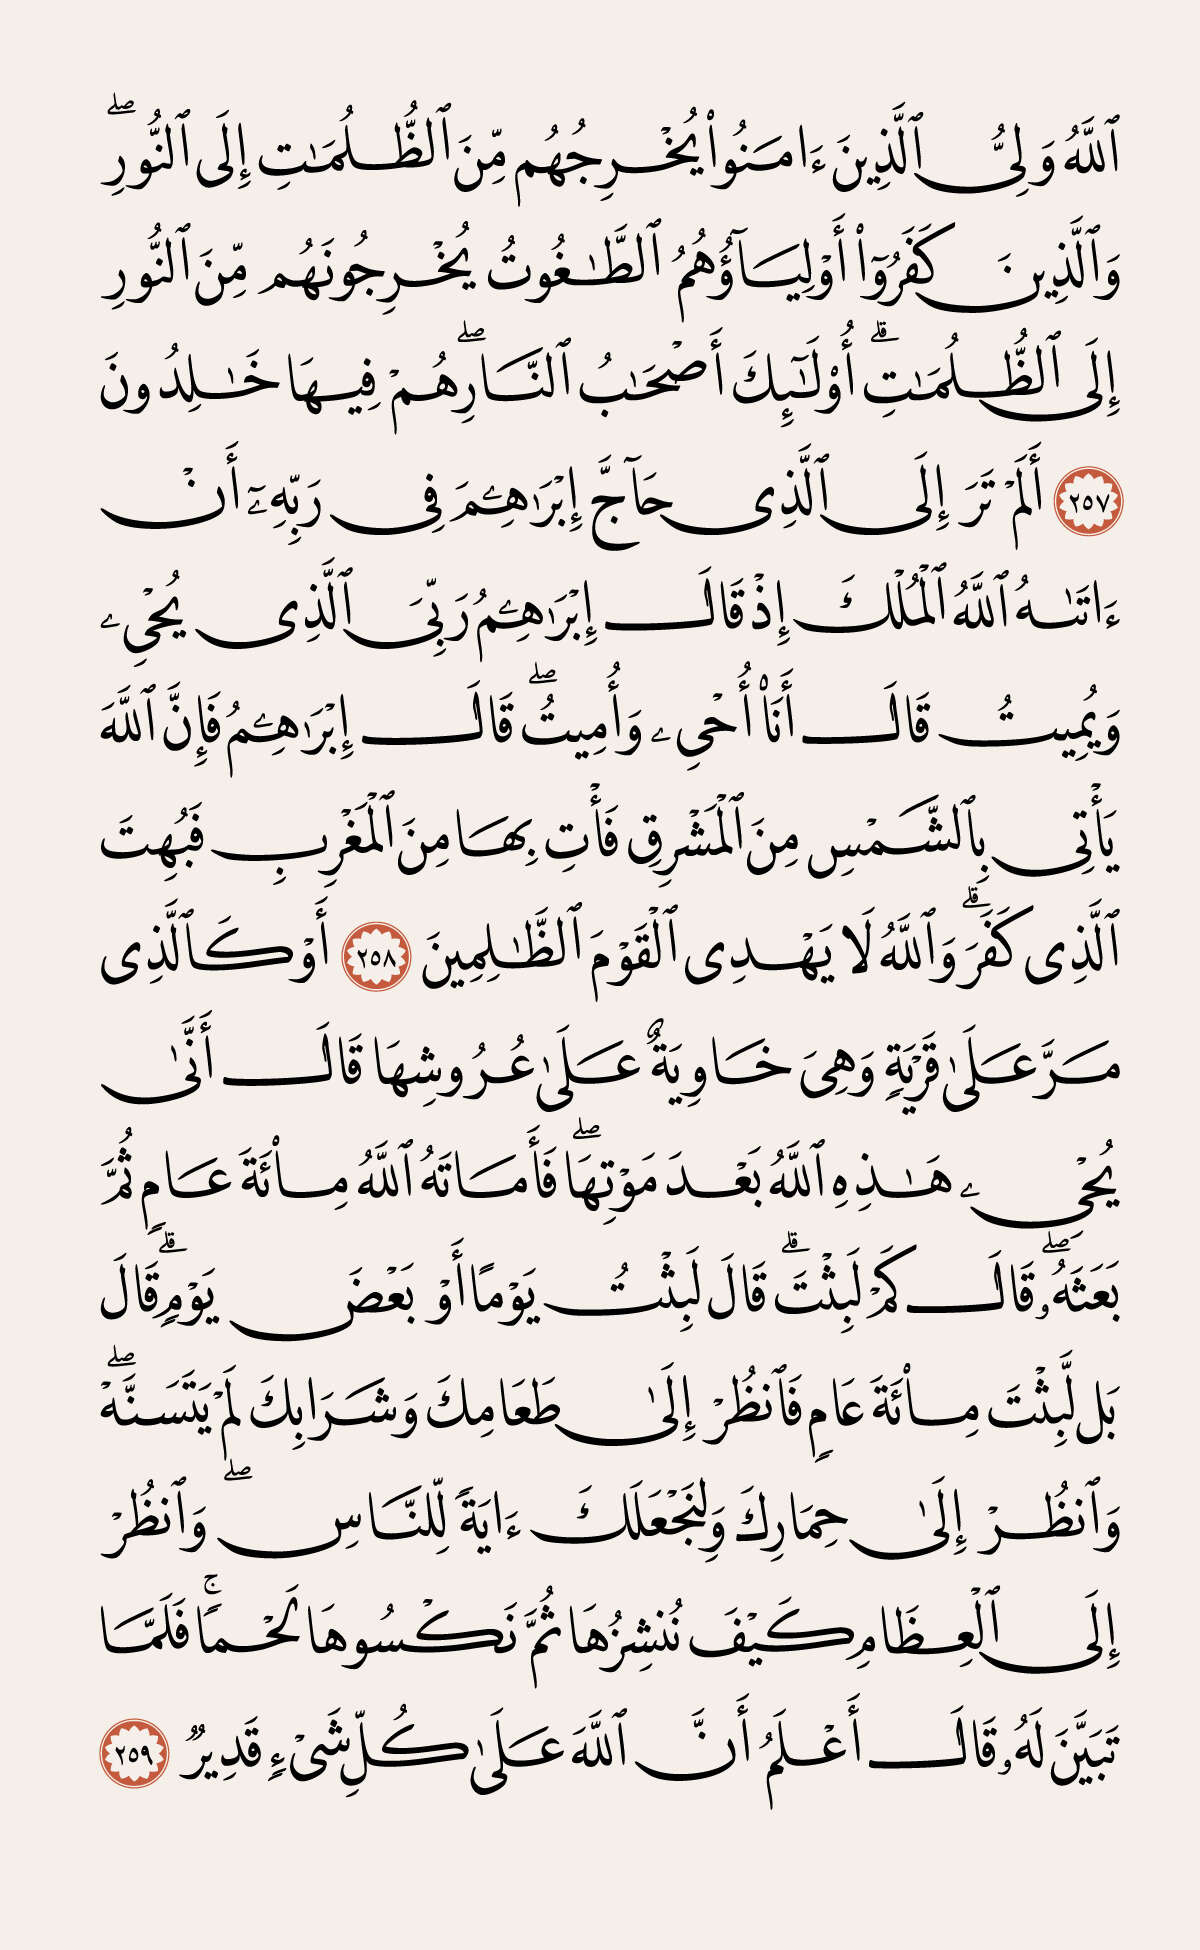 ٱللَّهُ وَلِىُّ ٱلَّذِينَ ءَامَنُوا۟ يُخْرِجُهُم مِّنَ ٱلظُّلُمَـٰتِ إِلَى ٱلنُّورِ ۖ
وَٱلَّذِينَ كَفَرُوٓا۟ أَوْلِيَآؤُهُمُ ٱلطَّـٰغُوتُ يُخْرِجُونَهُم مِّنَ ٱلنُّورِ
إِلَى ٱلظُّلُمَـٰتِ ۗ أُو۟لَـٰٓئِكَ أَصْحَـٰبُ ٱلنَّارِ ۖ هُمْ فِيهَا خَـٰلِدُونَ
٢٥٧ أَلَمْ تَرَ إِلَى ٱلَّذِى حَآجَّ إِبْرَٰهِـۧمَ فِى رَبِّهِۦٓ أَنْ
ءَاتَىٰهُ ٱللَّهُ ٱلْمُلْكَ إِذْ قَالَ إِبْرَٰهِـۧمُ رَبِّىَ ٱلَّذِى يُحْىِۦ
وَيُمِيتُ قَالَ أَنَا۠ أُحْىِۦ وَأُمِيتُ ۖ قَالَ إِبْرَٰهِـۧمُ فَإِنَّ ٱللَّهَ
يَأْتِى بِٱلشَّمْسِ مِنَ ٱلْمَشْرِقِ فَأْتِ بِهَا مِنَ ٱلْمَغْرِبِ فَبُهِتَ
ٱلَّذِى كَفَرَ ۗ وَٱللَّهُ لَا يَهْدِى ٱلْقَوْمَ ٱلظَّـٰلِمِينَ ٢٥٨ أَوْ كَٱلَّذِى
مَرَّ عَلَىٰ قَرْيَةٍ وَهِىَ خَاوِيَةٌ عَلَىٰ عُرُوشِهَا قَالَ أَنَّىٰ
يُحْىِۦ هَـٰذِهِ ٱللَّهُ بَعْدَ مَوْتِهَا ۖ فَأَمَاتَهُ ٱللَّهُ مِا۟ئَةَ عَامٍ ثُمَّ
بَعَثَهُۥ ۖ قَالَ كَمْ لَبِثْتَ ۖ قَالَ لَبِثْتُ يَوْمًا أَوْ بَعْضَ يَوْمٍ ۖ قَالَ
بَل لَّبِثْتَ مِا۟ئَةَ عَامٍ فَٱنظُرْ إِلَىٰ طَعَامِكَ وَشَرَابِكَ لَمْ يَتَسَنَّهْ ۖ
وَٱنظُرْ إِلَىٰ حِمَارِكَ وَلِنَجْعَلَكَ ءَايَةً لِّلنَّاسِ ۖ وَٱنظُرْ
إِلَى ٱلْعِظَامِ كَيْفَ نُنشِزُهَا ثُمَّ نَكْسُوهَا لَحْمًا ۚ فَلَمَّا
تَبَيَّنَ لَهُۥ قَالَ أَعْلَمُ أَنَّ ٱللَّهَ عَلَىٰ كُلِّ شَىْءٍ قَدِيرٌ ٢٥٩